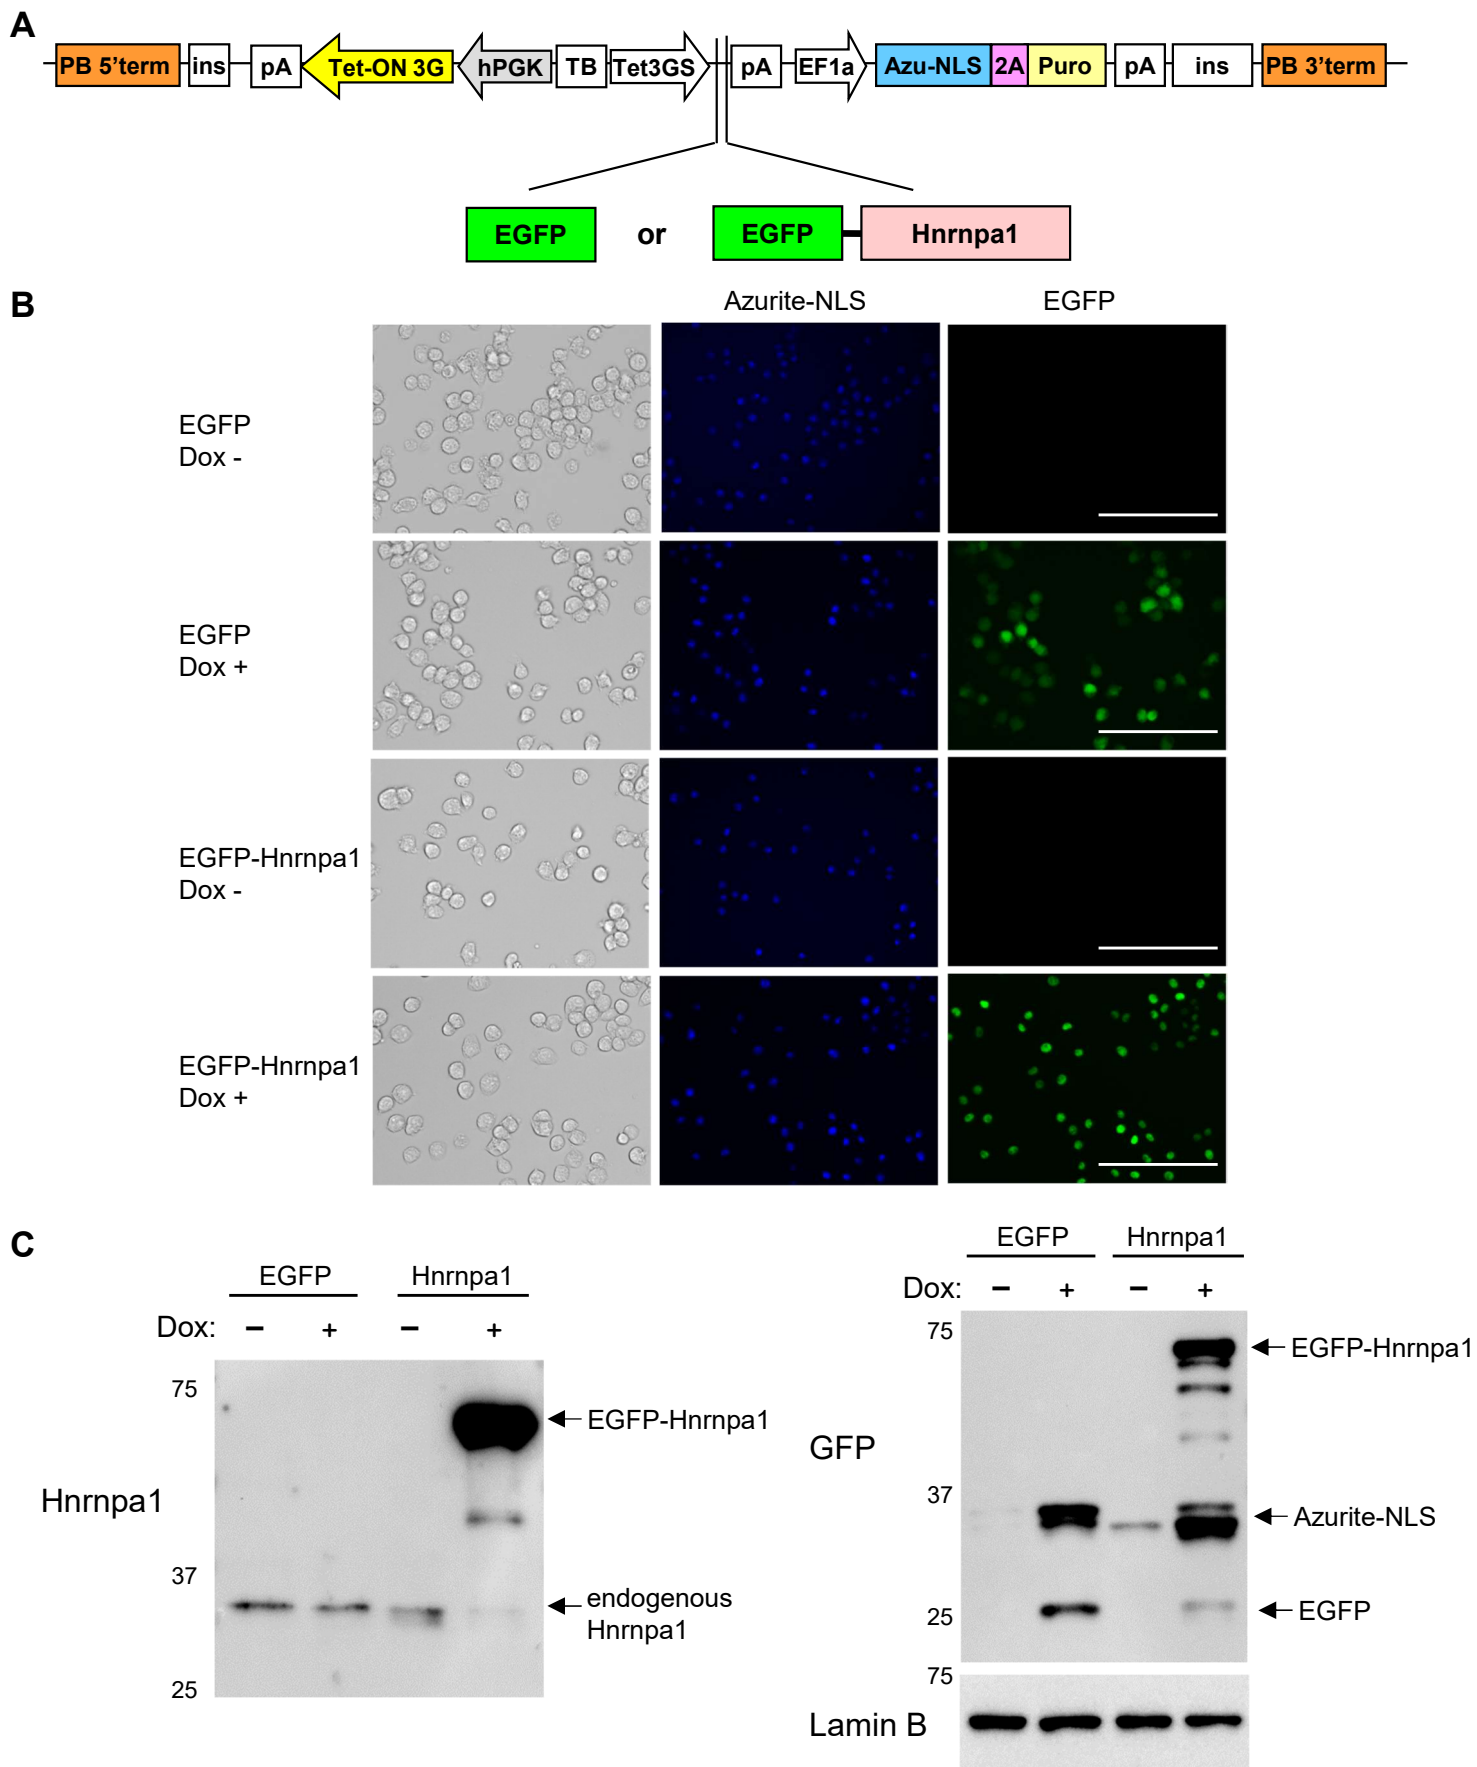 A
PB 5’term ins pA Tet-ON 3G hPGK TB Tet3GS pA EF1a Azu-NLS 2A Puro pA ins PB 3’term
EGFP or EGFP Hnrnpa1
B
Azurite-NLS EGFP
EGFP
Dox -
EGFP
Dox +
EGFP-Hnrnpa1
Dox -
EGFP-Hnrnpa1
Dox +
C
EGFP Hnrnpa1
Dox: − + − +
75
EGFP-Hnrnpa1
Hnrnpa1
37
endogenous
Hnrnpa1
25
EGFP Hnrnpa1
Dox: − + − +
75
EGFP-Hnrnpa1
GFP
37
Azurite-NLS
25
EGFP
75
Lamin B